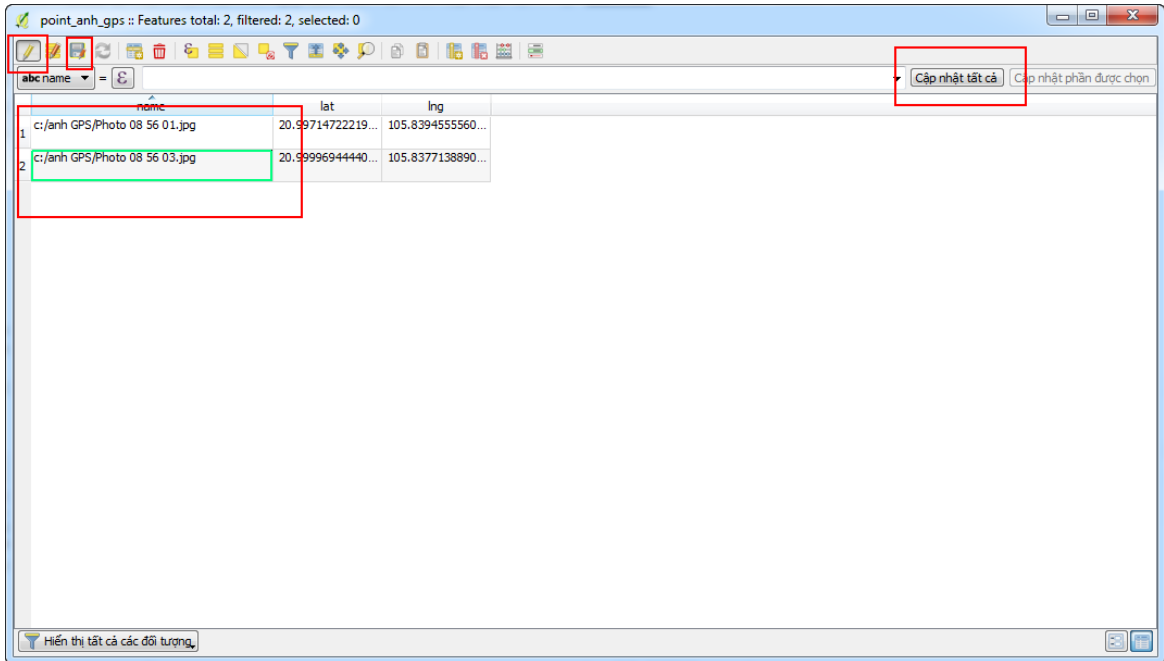 point_anh_gps :: Features total: 2, filtered: 2, selected: 0
abc name = ε Cập nhật tất cả Cập nhật phần được chọn
name lat lng
1 c:/anh GPS/Photo 08 56 01.jpg 20.99714722219... 105.8394555560...
2 c:/anh GPS/Photo 08 56 03.jpg 20.99996944440... 105.8377138890...
Hiển thị tất cả các đối tượng